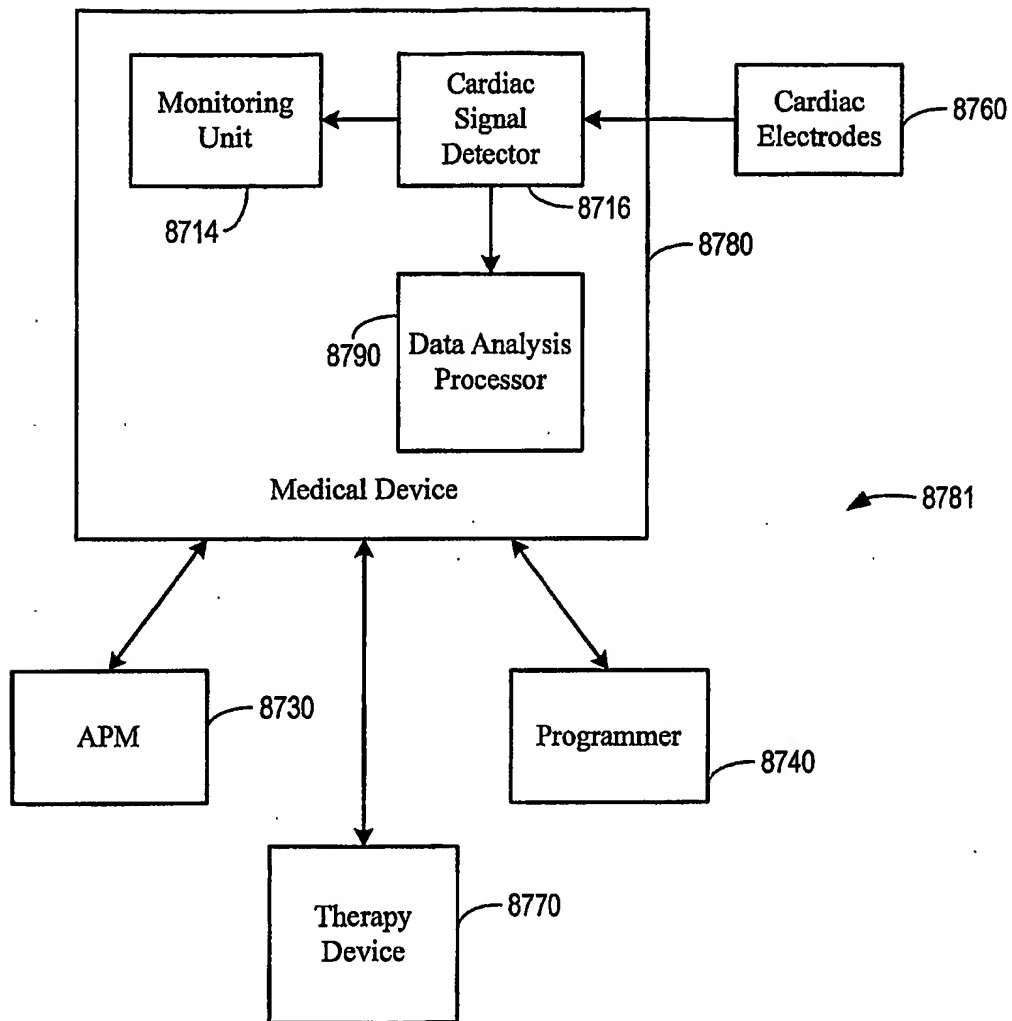 Monitoring
Unit
8714
Cardiac
Signal
Detector
8716
Cardiac
Electrodes
8760
8780
8790
Data Analysis
Processor
Medical Device
8781
APM
8730
Programmer
8740
Therapy
Device
8770